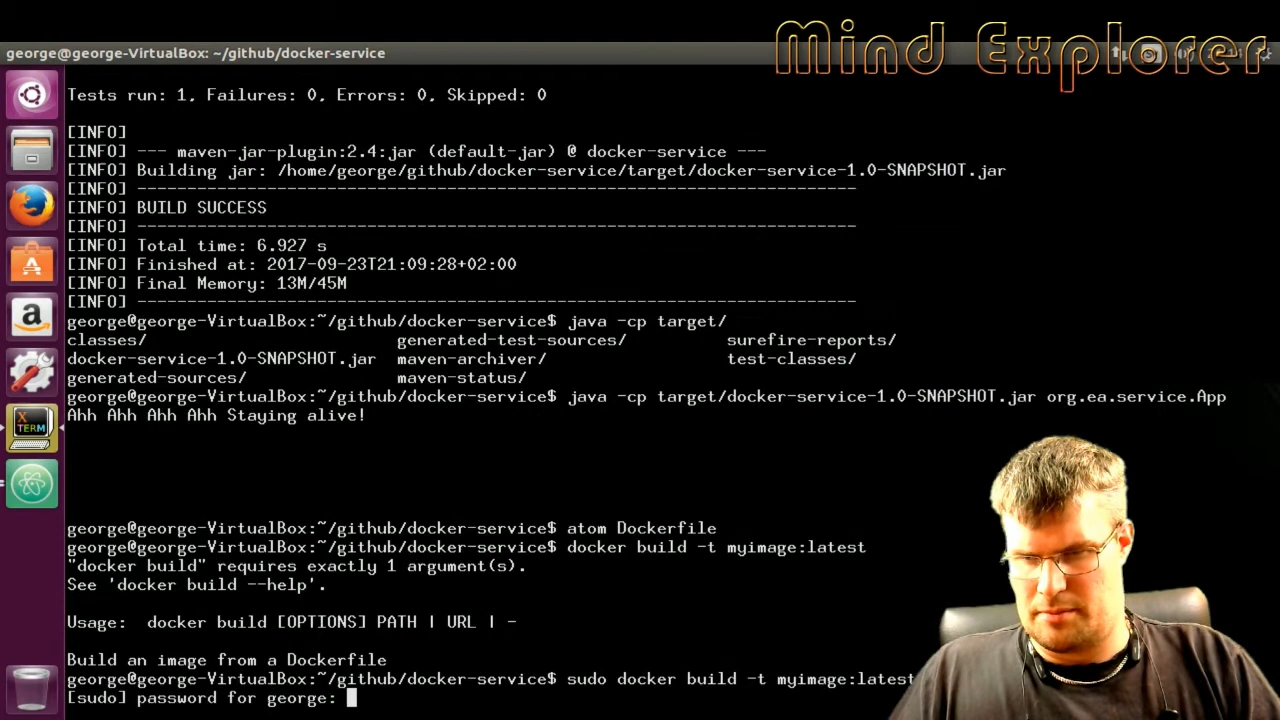 Mind Explorer
george@george-VirtualBox: ~/github/docker-service
Tests run: 1, Failures: 0, Errors: 0, Skipped: 0
[INFO]
[INFO] --- maven-jar-plugin:2.4:jar (default-jar) @ docker-service ---
[INFO] Building jar: /home/george/github/docker-service/target/docker-service-1.0-SNAPSHOT.jar
[INFO] ------------------------------------------------------------------------
[INFO] BUILD SUCCESS
[INFO] ------------------------------------------------------------------------
[INFO] Total time: 6.927 s
[INFO] Finished at: 2017-09-23T21:09:28+02:00
[INFO] Final Memory: 13M/45M
[INFO] ------------------------------------------------------------------------
george@george-VirtualBox:~/github/docker-service$ java -cp target/
classes/ generated-test-sources/ surefire-reports/
docker-service-1.0-SNAPSHOT.jar maven-archiver/ test-classes/
generated-sources/ maven-status/
george@george-VirtualBox:~/github/docker-service$ java -cp target/docker-service-1.0-SNAPSHOT.jar org.ea.service.App
Ahh Ahh Ahh Ahh Staying alive!
X
TERM
george@george-VirtualBox:~/github/docker-service$ atom Dockerfile
george@george-VirtualBox:~/github/docker-service$ docker build -t myimage:latest
"docker build" requires exactly 1 argument(s).
See 'docker build --help'.
Usage: docker build [OPTIONS] PATH | URL | -
Build an image from a Dockerfile
george@george-VirtualBox:~/github/docker-service$ sudo docker build -t myimage:latest
[sudo] password for george: